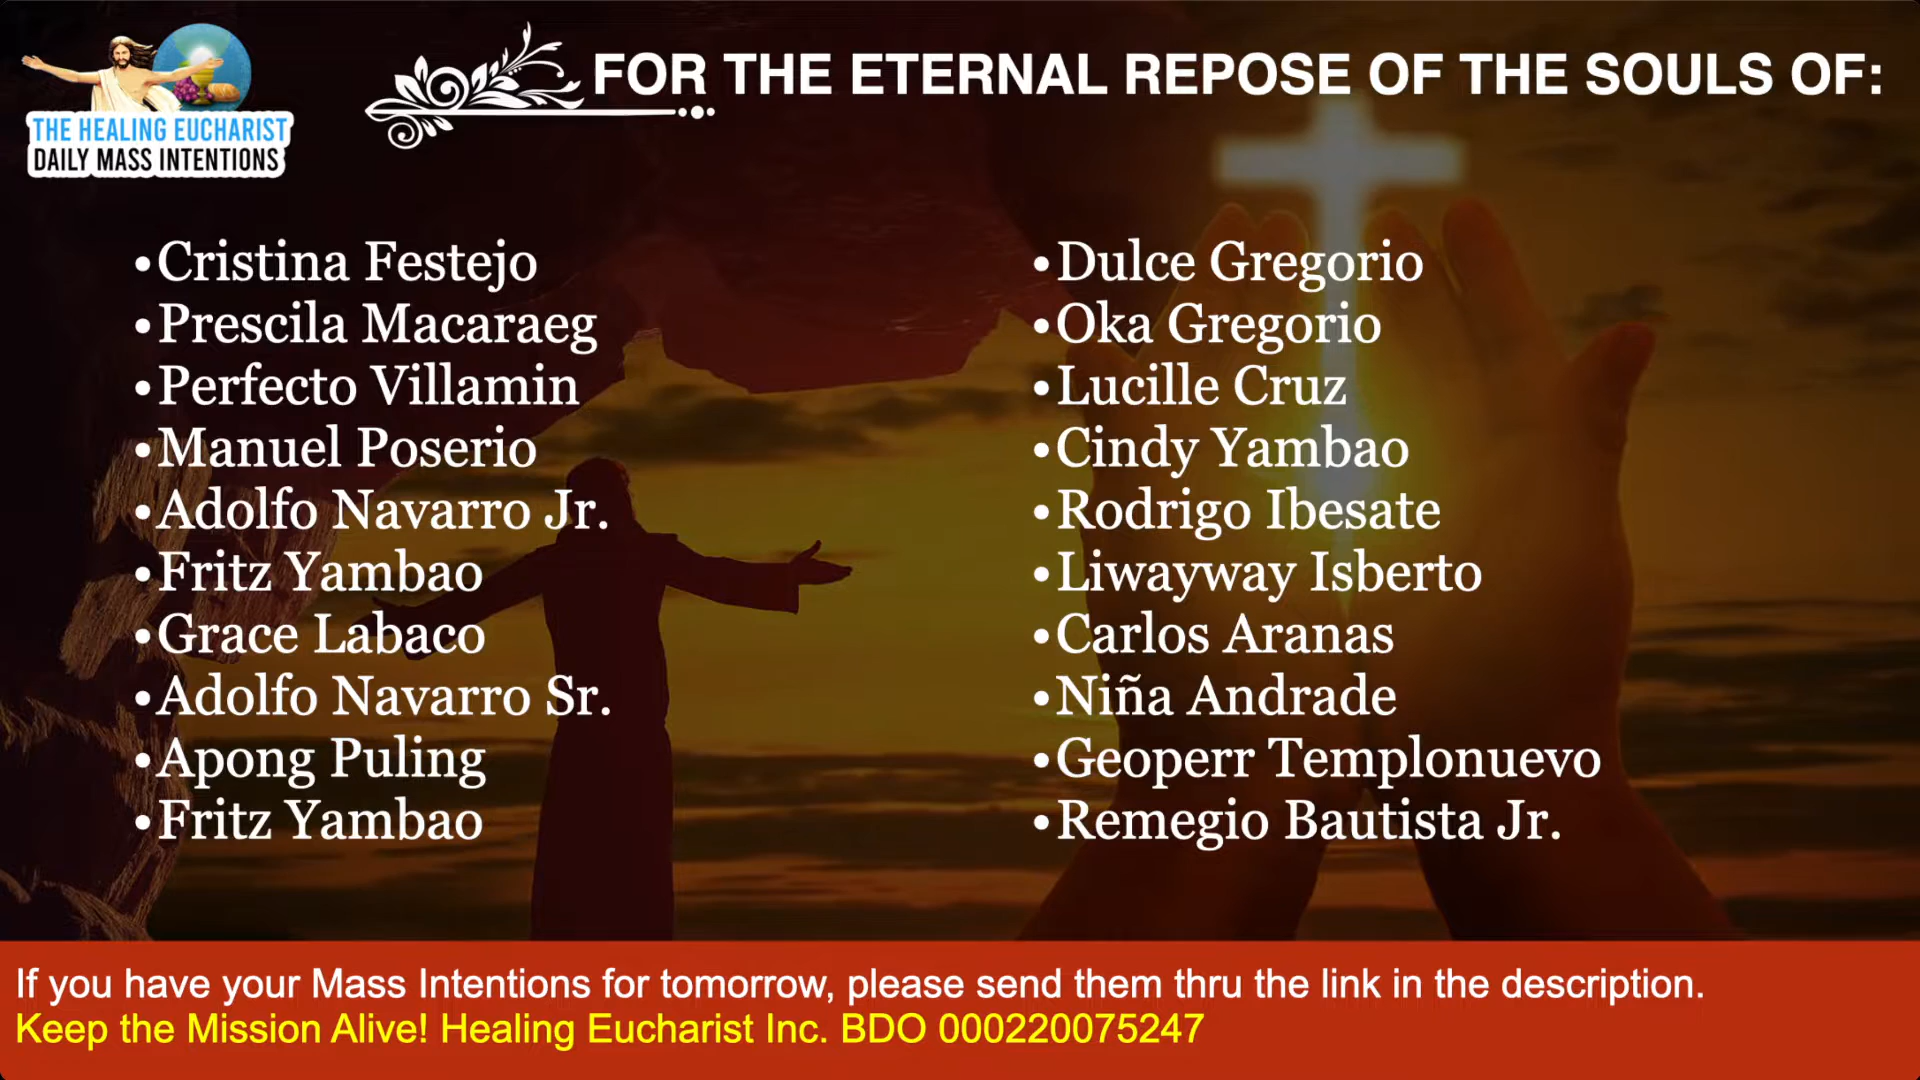 THE HEALING EUCHARIST
DAILY MASS INTENTIONS
FOR THE ETERNAL REPOSE OF THE SOULS OF:
•Cristina Festejo
•Prescila Macaraeg
•Perfecto Villamin
•Manuel Poserio
•Adolfo Navarro Jr.
•Fritz Yambao
•Grace Labaco
•Adolfo Navarro Sr.
•Apong Puling
•Fritz Yambao
•Dulce Gregorio
•Oka Gregorio
•Lucille Cruz
•Cindy Yambao
•Rodrigo Ibesate
•Liwayway Isberto
•Carlos Aranas
•Niña Andrade
•Geoperr Templonuevo
•Remegio Bautista Jr.
If you have your Mass Intentions for tomorrow, please send them thru the link in the description.
Keep the Mission Alive! Healing Eucharist Inc. BDO 000220075247